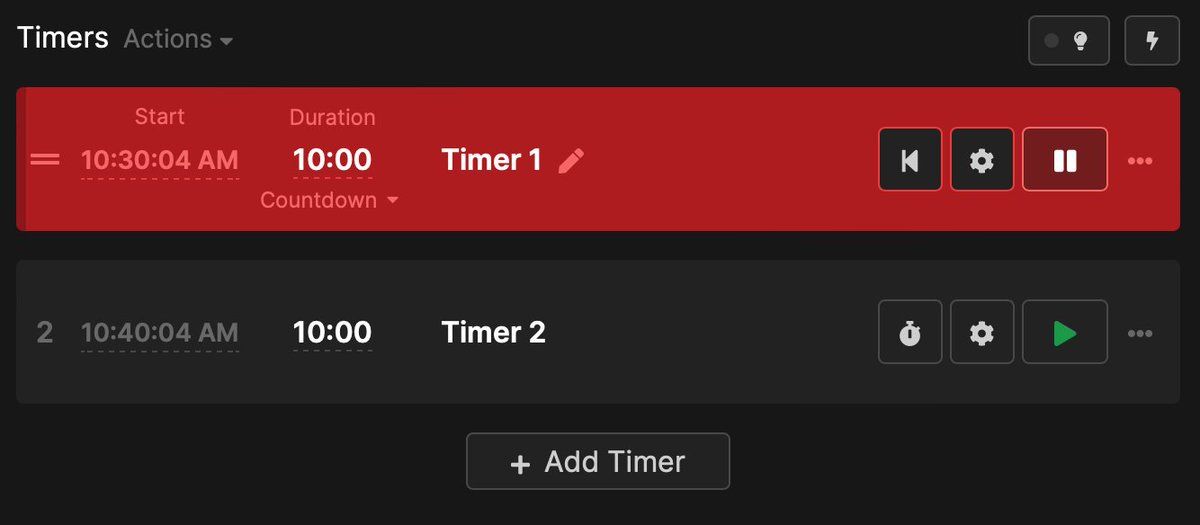 Timers Actions
Start Duration
10:30:04 AM 10:00 Timer 1
Countdown
2 10:40:04 AM 10:00 Timer 2
+ Add Timer